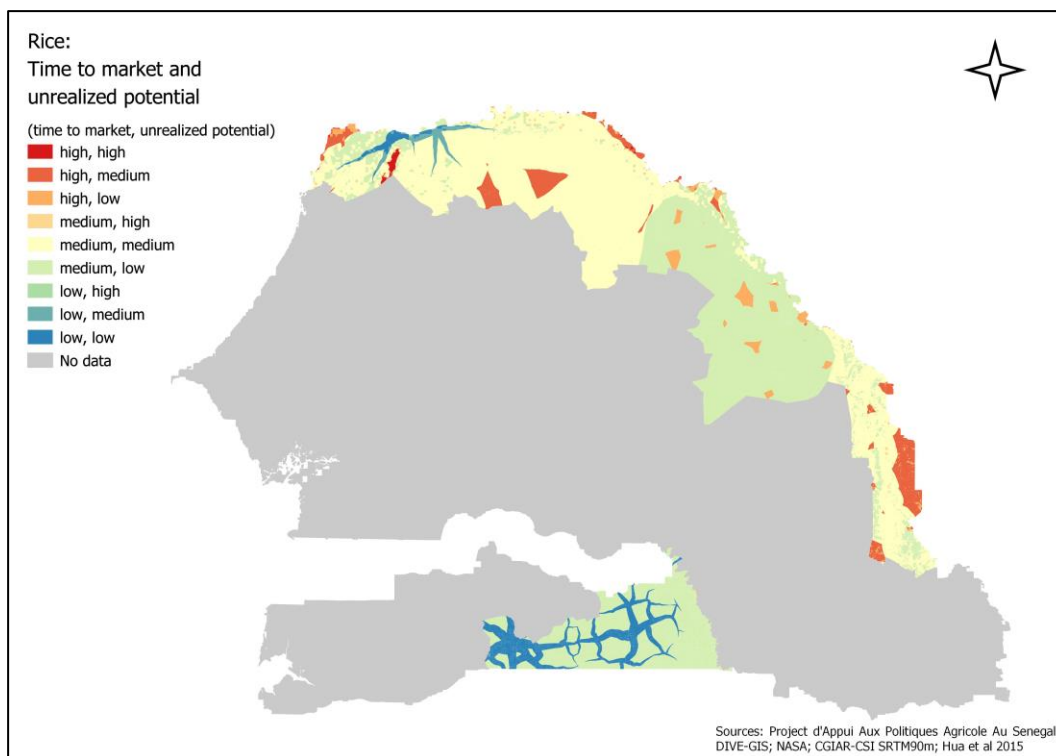 Rice:
Time to market and
unrealized potential
(time to market, unrealized potential)
high, high
high, medium
high, low
medium, high
medium, medium
medium, low
low, high
low, medium
low, low
No data
Sources: Project d'Appui Aux Politiques Agricole Au Senegal
DIVE-GIS; NASA; CGIAR-CSI SRTM90m; Hua et al 2015